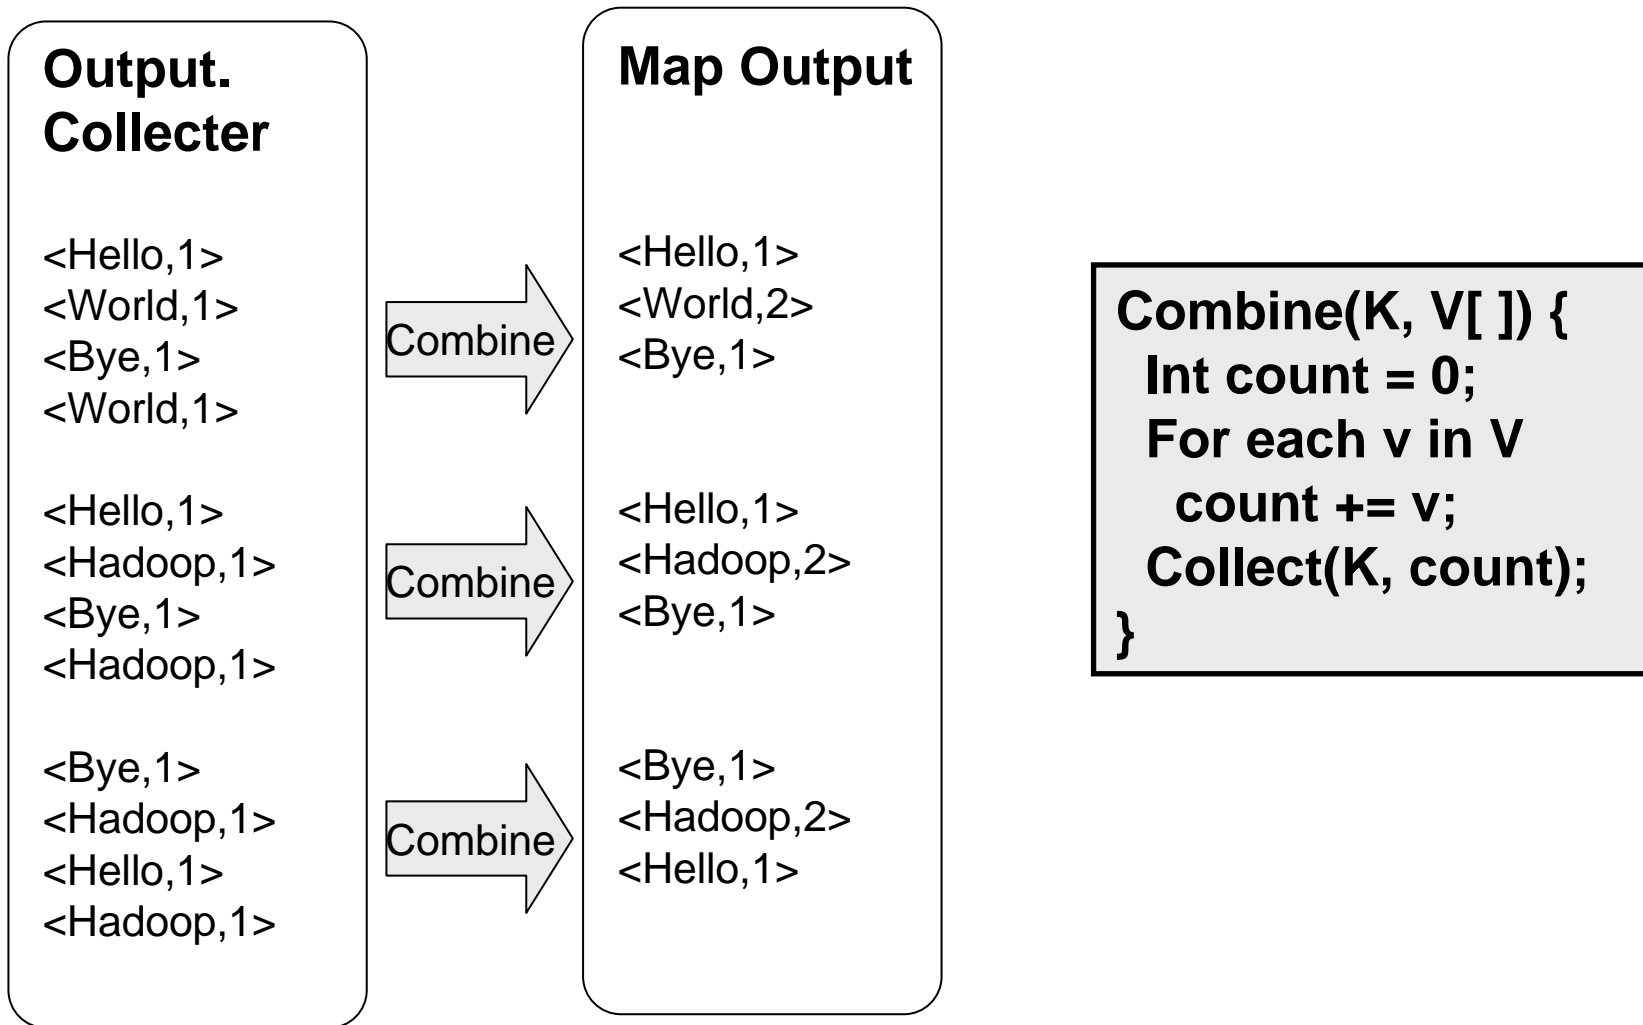 Output.
Collecter
<Hello,1>
<World,1>
<Bye,1>
<World,1>
<Hello,1>
<Hadoop,1>
<Bye,1>
<Hadoop,1>
<Bye,1>
<Hadoop,1>
<Hello,1>
<Hadoop,1>
Combine
Combine
Combine
Map Output
<Hello,1>
<World,2>
<Bye,1>
<Hello,1>
<Hadoop,2>
<Bye,1>
<Bye,1>
<Hadoop,2>
<Hello,1>
Combine(K, V[ ]) {
Int count = 0;
For each v in V
count += v;
Collect(K, count);
}